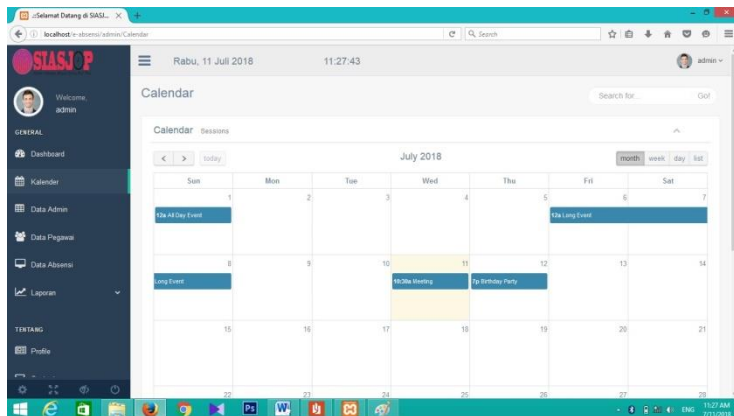 ..:Selamat Datang di SIASJ...
localhost/e-absensi/admin/Calendar
Search
SIASJOP
Rabu, 11 Juli 2018
11:27:43
admin
Welcome,
admin
GENERAL
Dashboard
Kalender
Data Admin
Data Pegawai
Data Absensi
Laporan
TENTANG
Profile
Calendar
Search for...
Go!
Calendar Sessions
today
July 2018
month week day list
Sun Mon Tue Wed Thu Fri Sat
1 2 3 4 5 6 7
12a All Day Event
12a Long Event
8 9 10 11 12 13 14
Long Event
10:30a Meeting
7p Birthday Party
15 16 17 18 19 20 21
22 23 24 25 26 27 28
ENG
11:27 AM
7/11/2018